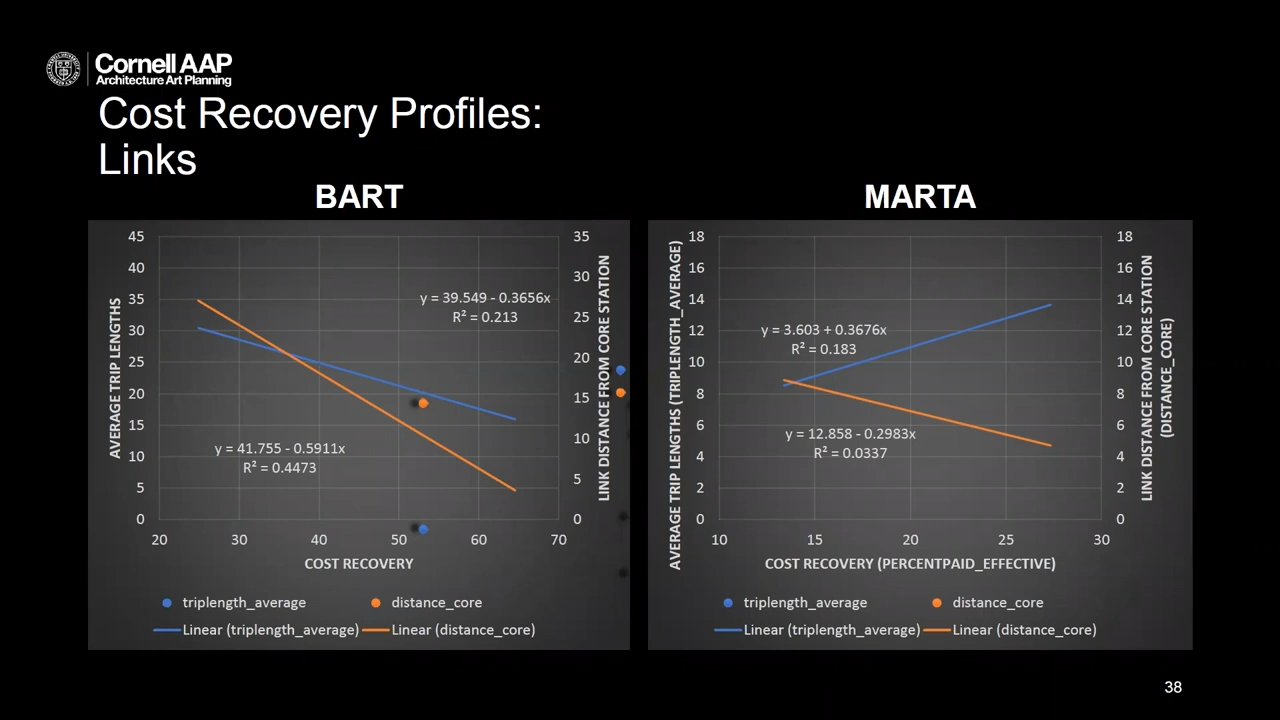 Cornell AAP
Architecture Art Planning
Cost Recovery Profiles:
Links
BART
45
40
35
30
25
20
15
10
5
0
AVERAGE TRIP LENGTHS
35
30
25
20
15
10
5
0
LINK DISTANCE FROM CORE STATION
y = 39.549 - 0.3656x
R² = 0.213
y = 41.755 - 0.5911x
R² = 0.4473
20 30 40 50 60 70
COST RECOVERY
triplength_average distance_core
Linear (triplength_average) Linear (distance_core)
MARTA
18
16
14
12
10
8
6
4
2
0
AVERAGE TRIP LENGTHS (TRIPLENGTH_AVERAGE)
18
16
14
12
10
8
6
4
2
0
LINK DISTANCE FROM CORE STATION
(DISTANCE_CORE)
y = 3.603 + 0.3676x
R² = 0.183
y = 12.858 - 0.2983x
R² = 0.0337
10 15 20 25 30
COST RECOVERY (PERCENTPAID_EFFECTIVE)
triplength_average distance_core
Linear (triplength_average) Linear (distance_core)
38